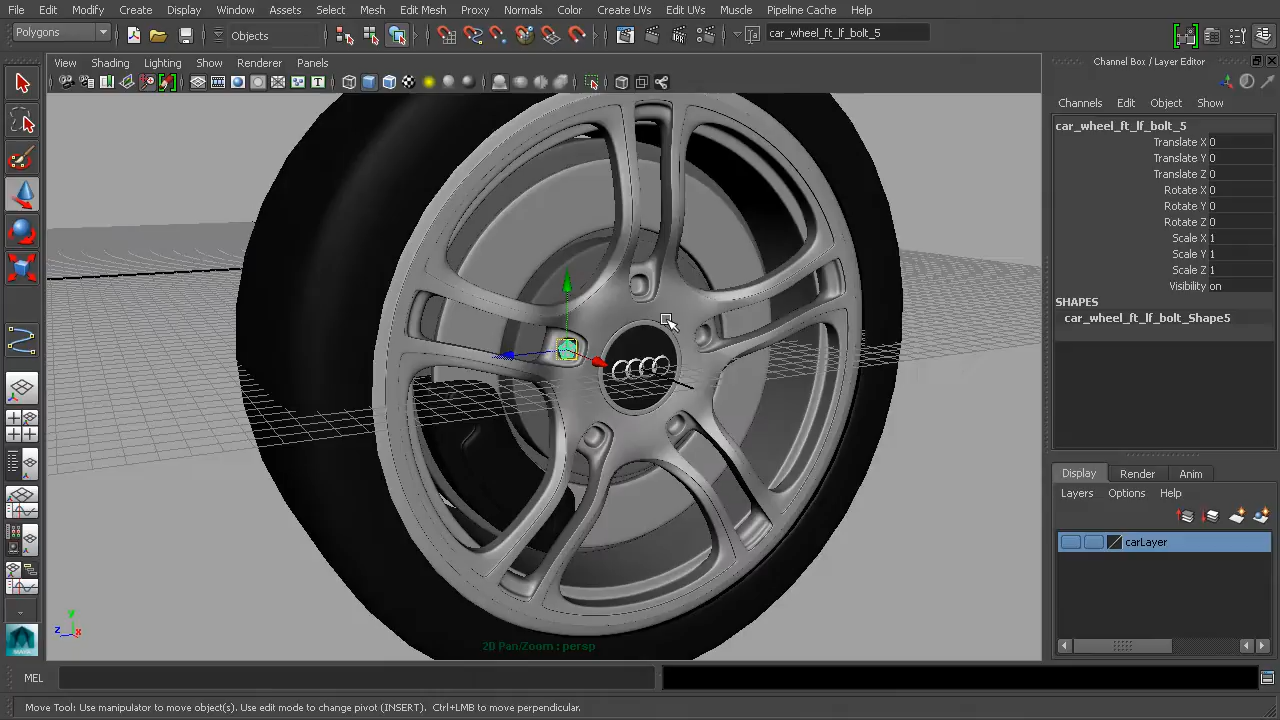 File Edit Modify Create Display Window Assets Select Mesh Edit Mesh Proxy Normals Color Create UVs Edit UVs Muscle Pipeline Cache Help
Polygons Objects car_wheel_ft_lf_bolt_5
View Shading Lighting Show Renderer Panels
Channel Box / Layer Editor
Channels Edit Object Show
car_wheel_ft_lf_bolt_5
Translate X 0
Translate Y 0
Translate Z 0
Rotate X 0
Rotate Y 0
Rotate Z 0
Scale X 1
Scale Y 1
Scale Z 1
Visibility on
SHAPES
car_wheel_ft_lf_bolt_Shape5
Display Render Anim
Layers Options Help
carLayer
y
z x
2D Pan/Zoom : persp
MEL
Move Tool: Use manipulator to move object(s). Use edit mode to change pivot (INSERT). Ctrl+LMB to move perpendicular.